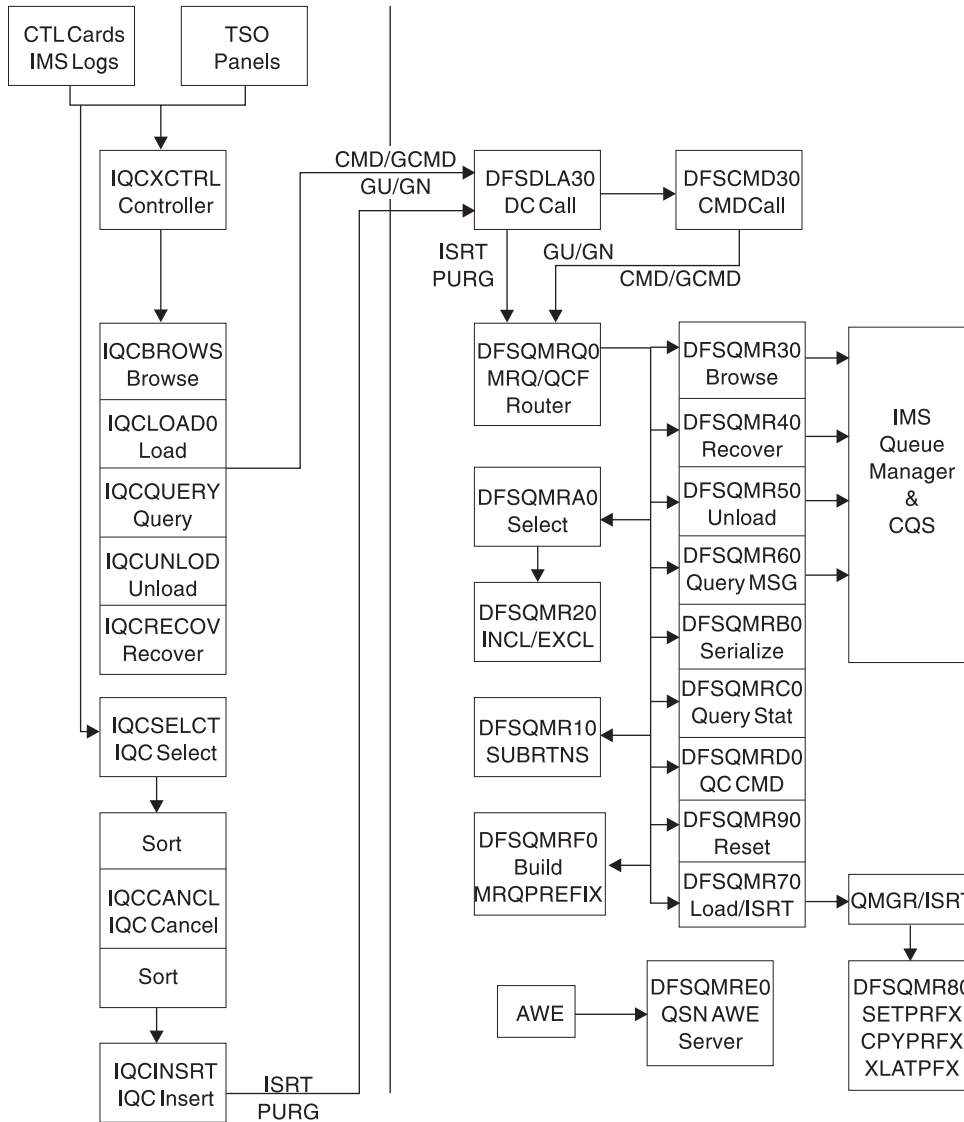 CTL Cards
IMS Logs
TSO
Panels
IQCXCTRL
Controller
IQCBROWS
Browse
IQCLOAD0
Load
IQCQUERY
Query
IQCUNLOD
Unload
IQCRECOV
Recover
IQCSELCT
IQC Select
Sort
IQCCANCL
IQC Cancel
Sort
IQCINSRT
IQC Insert
ISRT
PURG
CMD/GCMD
GU/GN
DFSDLA30
DC Call
DFSCMD30
CMDCall
ISRT
PURG
GU/GN
CMD/GCMD
DFSQMRQ0
MRQ/QCF
Router
DFSQMRA0
Select
DFSQMR20
INCL/EXCL
DFSQMR10
SUBRTNS
DFSQMRF0
Build
MRQPREFIX
DFSQMR30
Browse
DFSQMR40
Recover
DFSQMR50
Unload
DFSQMR60
Query MSG
DFSQMRB0
Serialize
DFSQMRC0
Query Stat
DFSQMRD0
QC CMD
DFSQMR90
Reset
DFSQMR70
Load/ISRT
IMS
Queue
Manager
&
CQS
QMGR/ISRT
DFSQMR80
SETPRFX
CPYPRFX
XLATPFX
AWE
DFSQMRE0
QSN AWE
Server